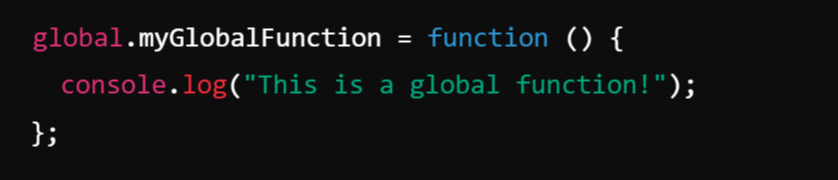 global.myGlobalFunction = function () {
  console.log("This is a global function!");
};